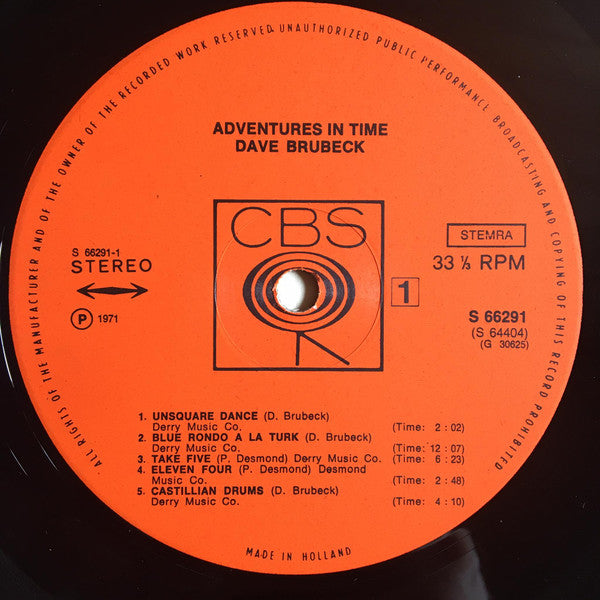 ALL RIGHTS OF THE MANUFACTURER AND OF THE OWNER OF THE RECORDED WORK RESERVED. UNAUTHORIZED PUBLIC PERFORMANCE BROADCASTING AND COPYING OF THIS RECORD PROHIBITED
ADVENTURES IN TIME
DAVE BRUBECK
CBS
S 66291-1
STEREO
P 1971
STEMRA
33 ⅓ RPM
1
S 66291
(S 64404)
(G 30625)
1. UNSQUARE DANCE (D. Brubeck)
Derry Music Co. (Time: 2 : 02)
2. BLUE RONDO A LA TURK (D. Brubeck)
Derry Music Co. (Time: 12 : 07)
3. TAKE FIVE (P. Desmond) Derry Music Co. (Time: 6 : 23)
4. ELEVEN FOUR (P. Desmond) Desmond
Music Co. (Time: 2 : 48)
5. CASTILLIAN DRUMS (D. Brubeck)
Derry Music Co. (Time: 4 : 10)
MADE IN HOLLAND